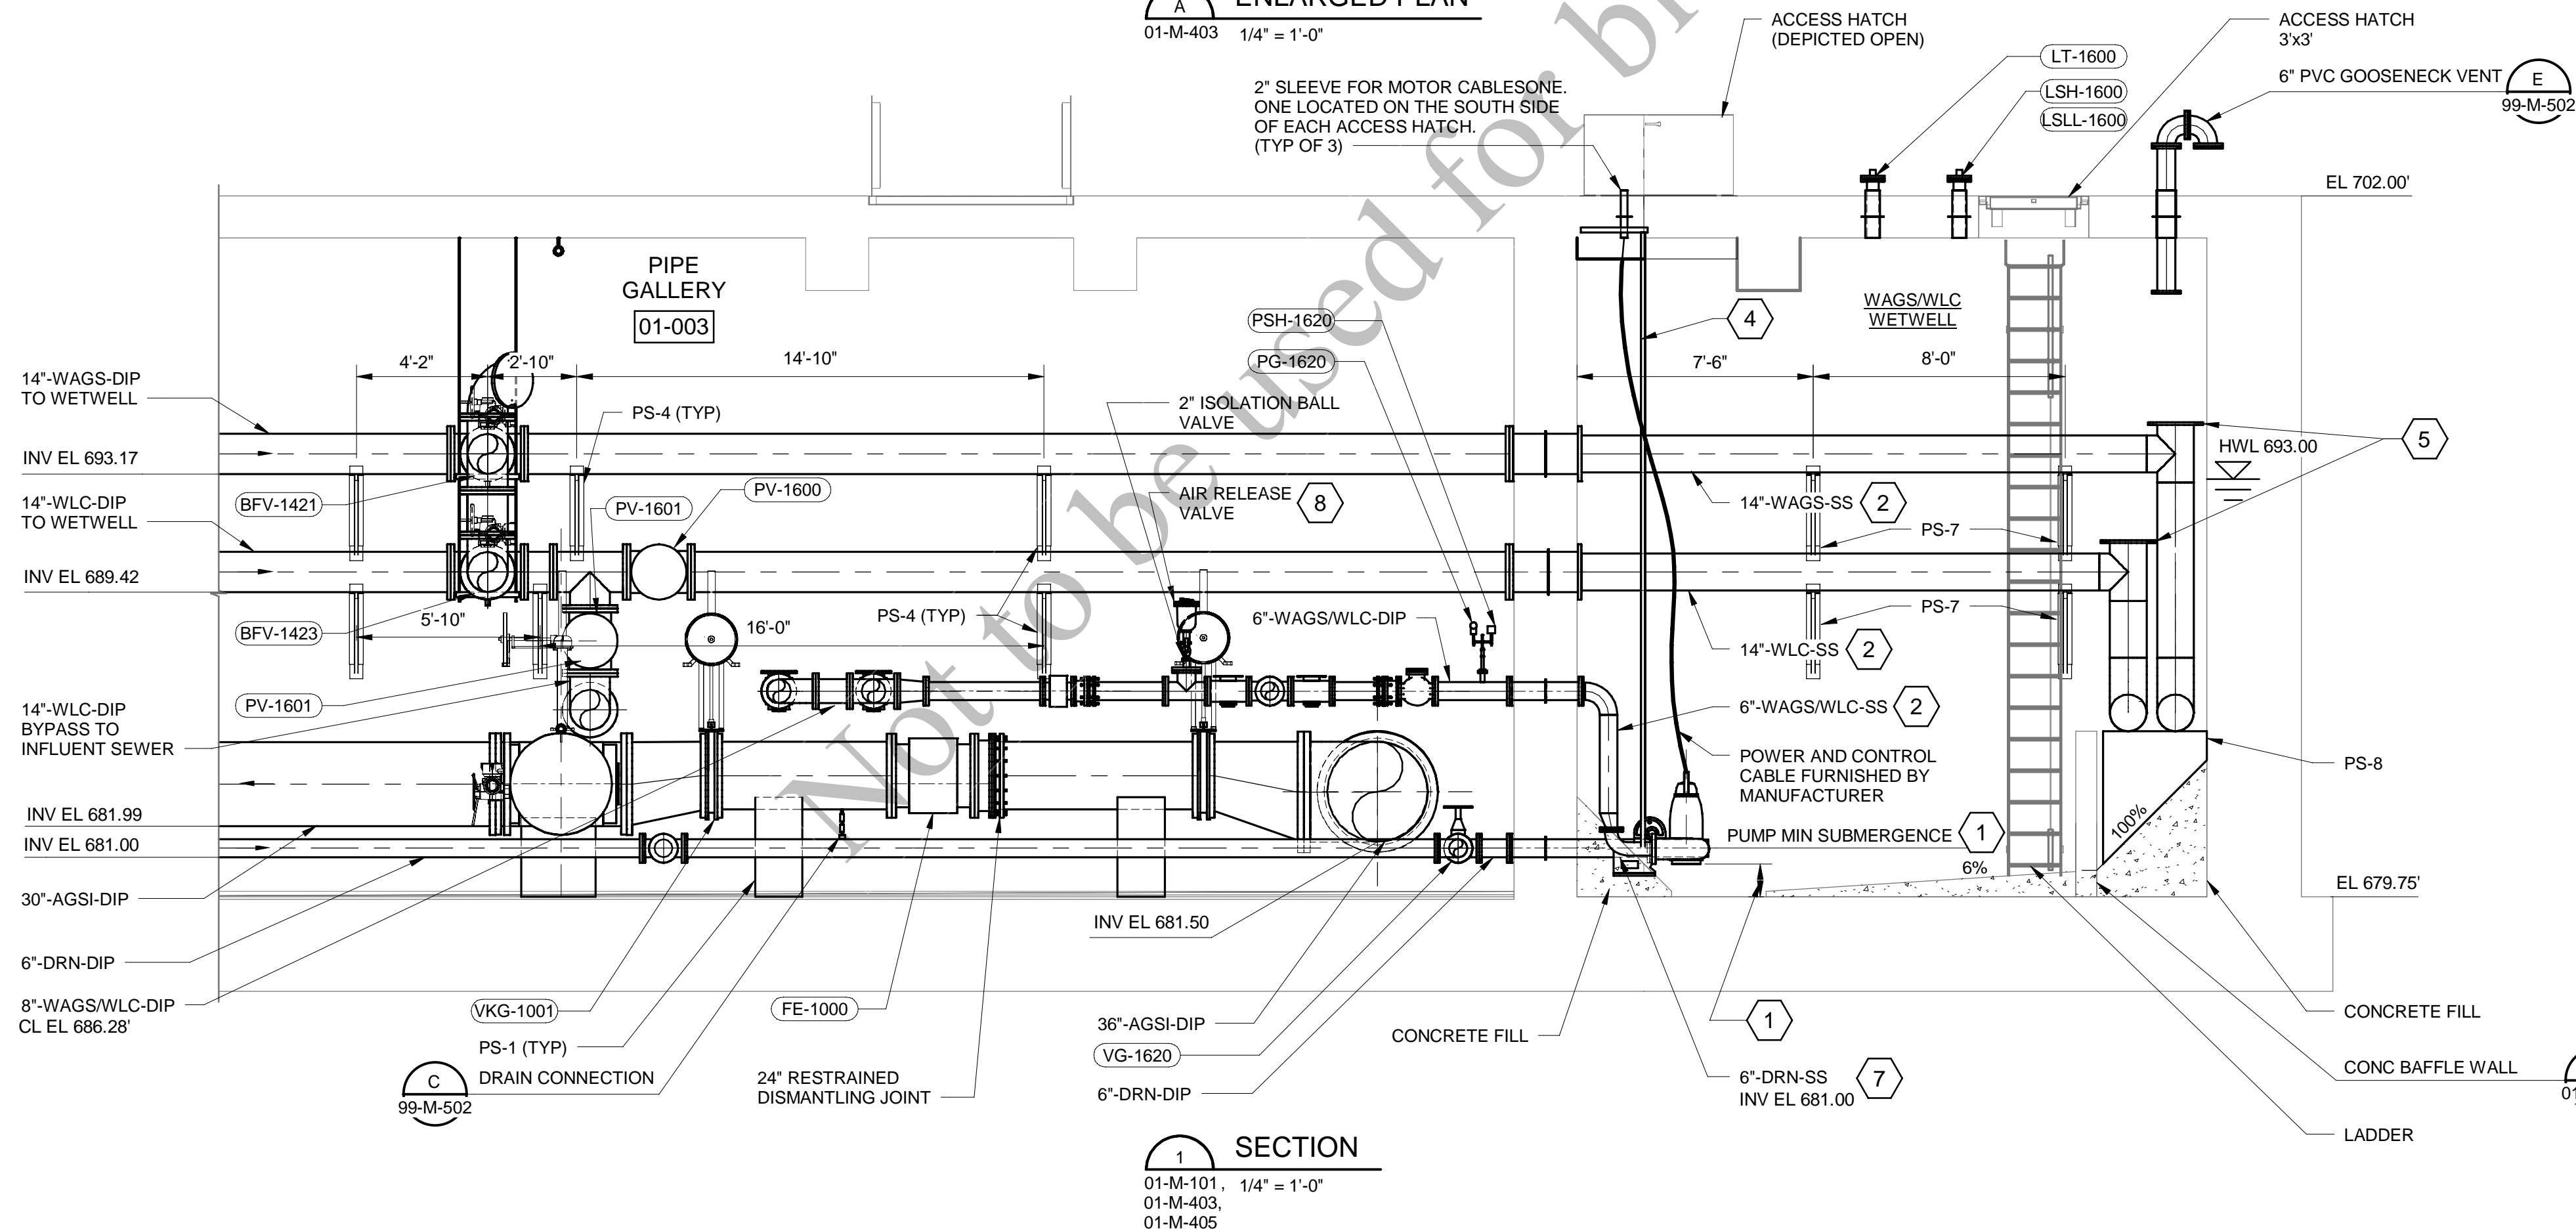 A
ENLARGED PLAN
01-M-403
1/4" = 1'-0"
ACCESS HATCH
(DEPICTED OPEN)
ACCESS HATCH
3'x3'
LT-1600
LSH-1600
LSLL-1600
6" PVC GOOSENECK VENT
E
99-M-502
2" SLEEVE FOR MOTOR CABLESONE.
ONE LOCATED ON THE SOUTH SIDE
OF EACH ACCESS HATCH.
(TYP OF 3)
EL 702.00'
PIPE
GALLERY
01-003
PSH-1620
PG-1620
4
WAGS/WLC
WETWELL
4'-2"
2'-10"
14'-10"
7'-6"
8'-0"
14"-WAGS-DIP
TO WETWELL
PS-4 (TYP)
2" ISOLATION BALL
VALVE
5
HWL 693.00
INV EL 693.17
BFV-1421
PV-1601
PV-1600
AIR RELEASE
VALVE
8
14"-WAGS-SS
2
14"-WLC-DIP
TO WETWELL
PS-7
INV EL 689.42
BFV-1423
5'-10"
16'-0"
PS-4 (TYP)
6"-WAGS/WLC-DIP
PS-7
14"-WLC-SS
2
PV-1601
14"-WLC-DIP
BYPASS TO
INFLUENT SEWER
6"-WAGS/WLC-SS
2
POWER AND CONTROL
CABLE FURNISHED BY
MANUFACTURER
PS-8
INV EL 681.99
INV EL 681.00
PUMP MIN SUBMERGENCE
1
100%
6%
30"-AGSI-DIP
EL 679.75'
INV EL 681.50
6"-DRN-DIP
8"-WAGS/WLC-DIP
CL EL 686.28'
VKG-1001
FE-1000
36"-AGSI-DIP
CONCRETE FILL
1
CONCRETE FILL
PS-1 (TYP)
VG-1620
C
99-M-502
DRAIN CONNECTION
24" RESTRAINED
DISMANTLING JOINT
6"-DRN-DIP
6"-DRN-SS
INV EL 681.00
7
CONC BAFFLE WALL
LADDER
1
SECTION
01-M-101,
01-M-403,
01-M-405
1/4" = 1'-0"
Not to be used for